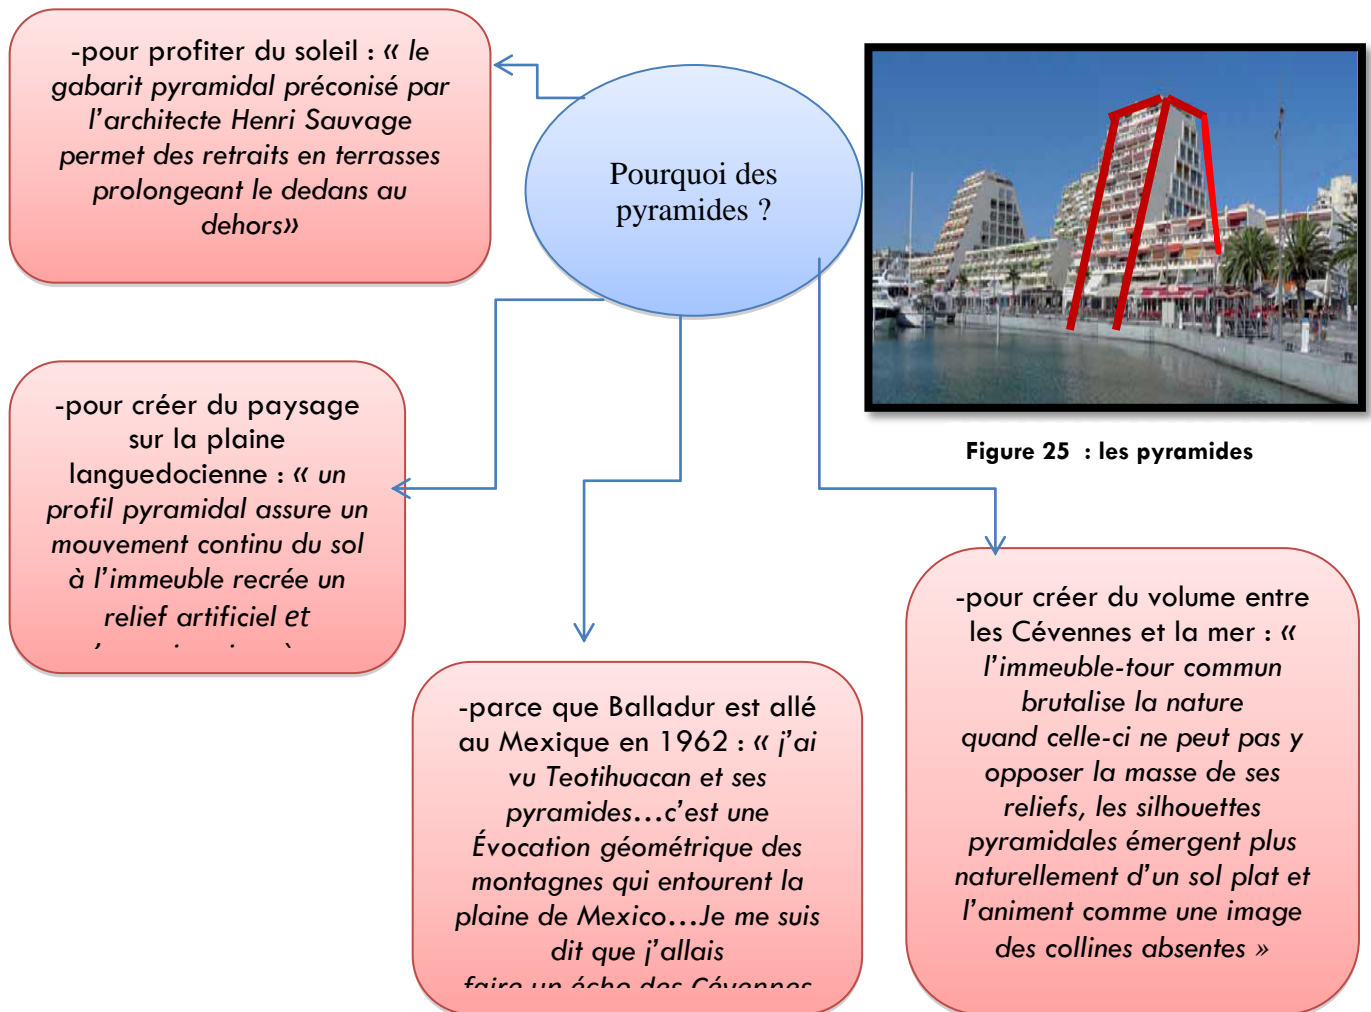 -pour profiter du soleil : « le
gabarit pyramidal préconisé par
l’architecte Henri Sauvage
permet des retraits en terrasses
prolongeant le dedans au
dehors»
Pourquoi des
pyramides ?
Figure 25 : les pyramides
-pour créer du paysage
sur la plaine
languedocienne : « un
profil pyramidal assure un
mouvement continu du sol
à l’immeuble recrée un
relief artificiel et
-parce que Balladur est allé
au Mexique en 1962 : « j’ai
vu Teotihuacan et ses
pyramides…c’est une
Évocation géométrique des
montagnes qui entourent la
plaine de Mexico…Je me suis
dit que j’allais
faire un écho des Cévennes
-pour créer du volume entre
les Cévennes et la mer : «
l’immeuble-tour commun
brutalise la nature
quand celle-ci ne peut pas y
opposer la masse de ses
reliefs, les silhouettes
pyramidales émergent plus
naturellement d’un sol plat et
l’animent comme une image
des collines absentes »